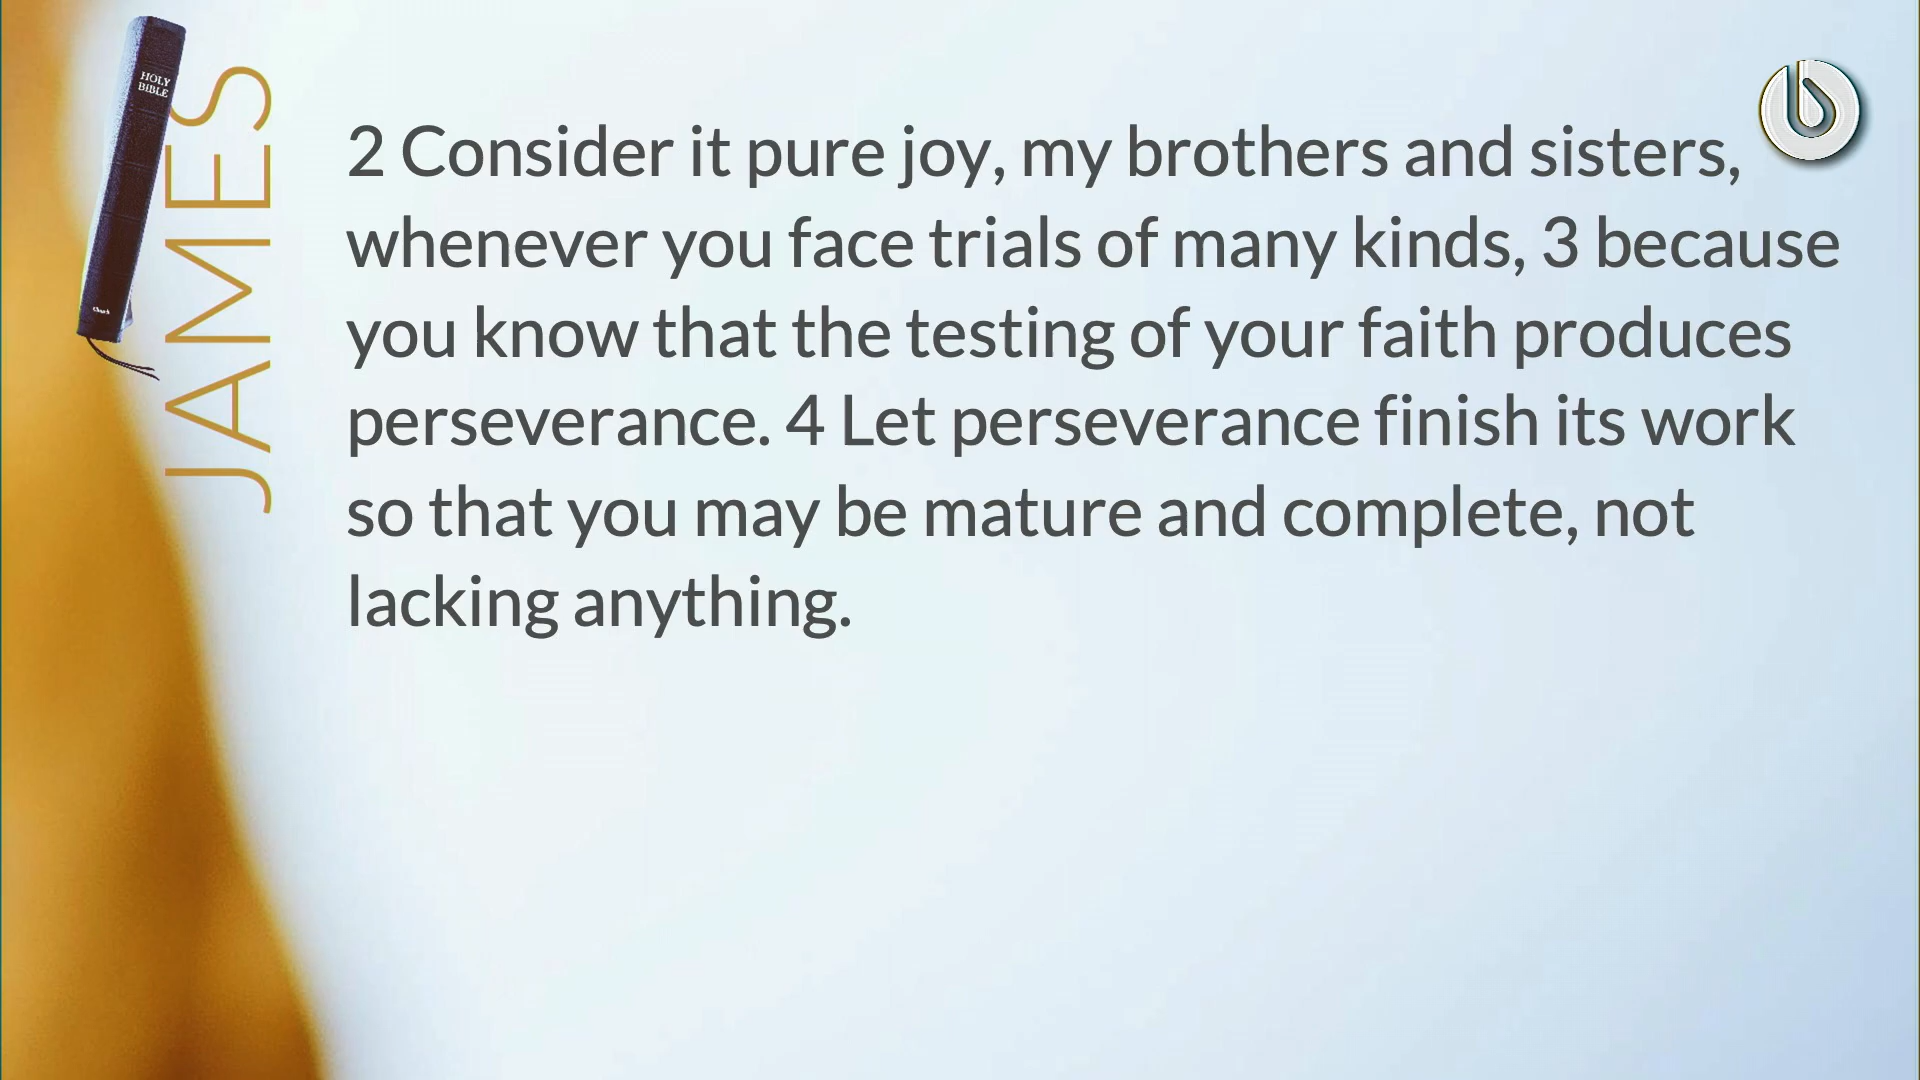 HOLY
BIBLE
Church
JAMES
2 Consider it pure joy, my brothers and sisters,
whenever you face trials of many kinds, 3 because
you know that the testing of your faith produces
perseverance. 4 Let perseverance finish its work
so that you may be mature and complete, not
lacking anything.